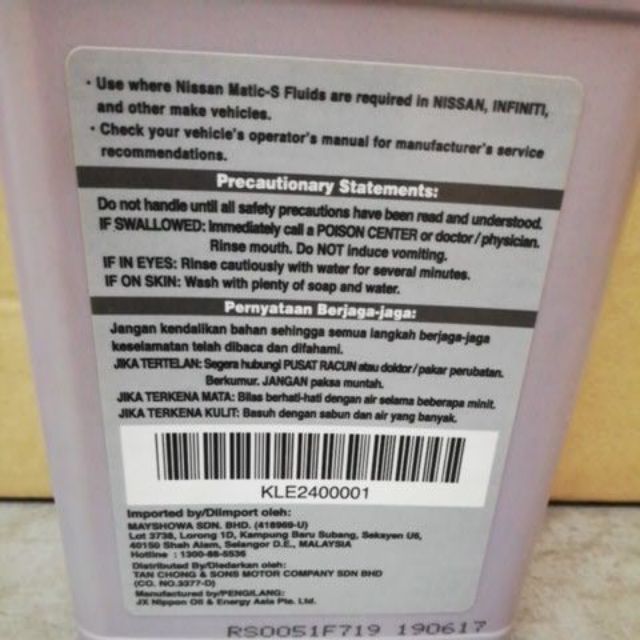 · Use where Nissan Matic-S Fluids are required in NISSAN, INFINITI,
and other make vehicles.
· Check your vehicle's operator's manual for manufacturer's service
recommendations.
Precautionary Statements:
Do not handle until all safety precautions have been read and understood.
IF SWALLOWED: Immediately call a POISON CENTER or doctor/physician.
Rinse mouth. Do NOT induce vomiting.
IF IN EYES: Rinse cautiously with water for several minutes.
IF ON SKIN: Wash with plenty of soap and water.
Pernyataan Berjaga-jaga:
Jangan kendalikan bahan sehingga semua langkah berjaga-jaga
keselamatan telah dibaca dan difahami.
JIKA TERTELAN: Segera hubungi PUSAT RACUN atau doktor/pakar perubatan.
Berkumur. JANGAN paksa muntah.
JIKA TERKENA MATA: Bilas berhati-hati dengan air selama beberapa minit.
JIKA TERKENA KULIT: Basuh dengan sabun dan air yang banyak.
KLE2400001
Imported by/Diimport oleh:
MAYSHOWA SDN. BHD. (418969-U)
Lot 3738, Lorong 1D, Kampung Baru Subang, Seksyen U6,
40150 Shah Alam, Selangor D.E., MALAYSIA
Hotline : 1300-88-5536
Distributed By/Diedarkan oleh:
TAN CHONG & SONS MOTOR COMPANY SDN BHD
(CO. NO.3377-D)
Manufactured by/PENGILANG:
JX Nippon Oil & Energy Asia Pte. Ltd.
RS0051F719 190617